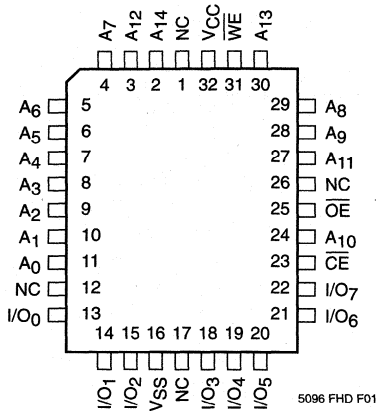 A7 A12 A14 NC VCC W̅E̅ A13
4 3 2 1 32 31 30
A6 5 29 A8
A5 6 28 A9
A4 7 27 A11
A3 8 26 NC
A2 9 25 O̅E̅
A1 10 24 A10
A0 11 23 C̅E̅
NC 12 22 I/O7
I/O0 13 21 I/O6
14 15 16 17 18 19 20
I/O1 I/O2 VSS NC I/O3 I/O4 I/O5
5096 FHD F01